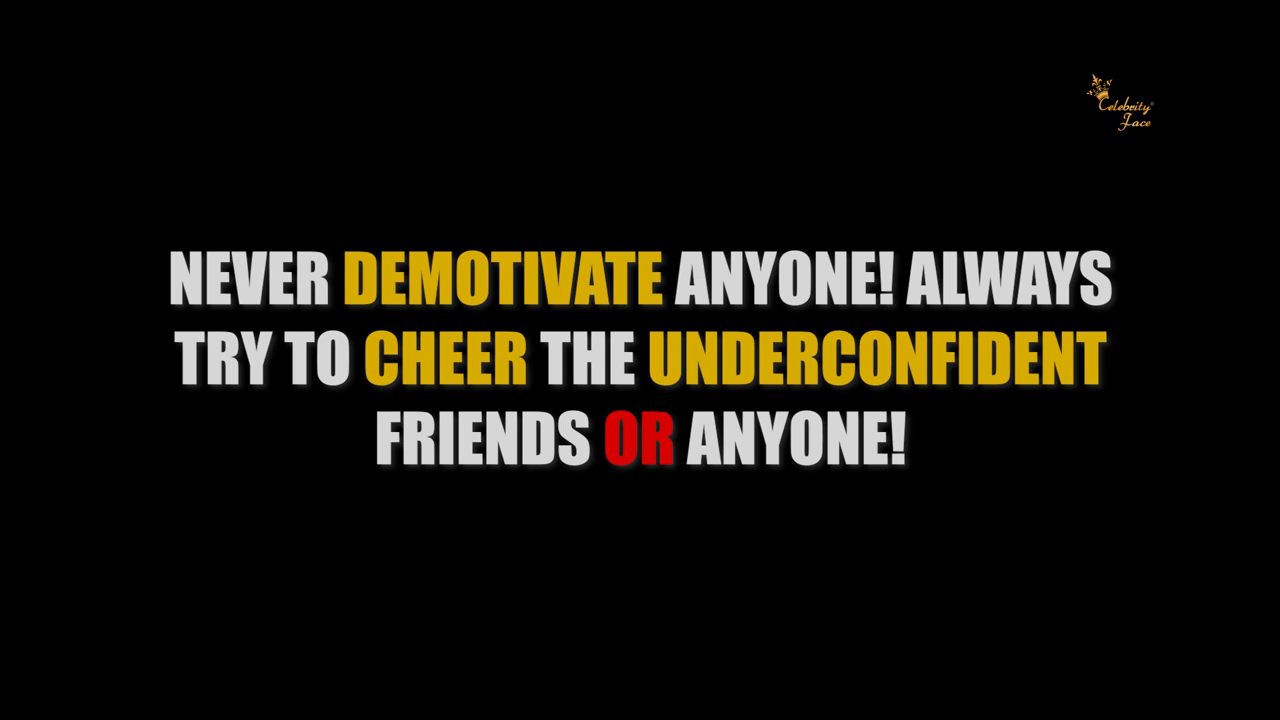 Celebrity
Face
NEVER DEMOTIVATE ANYONE! ALWAYS
TRY TO CHEER THE UNDERCONFIDENT
FRIENDS OR ANYONE!